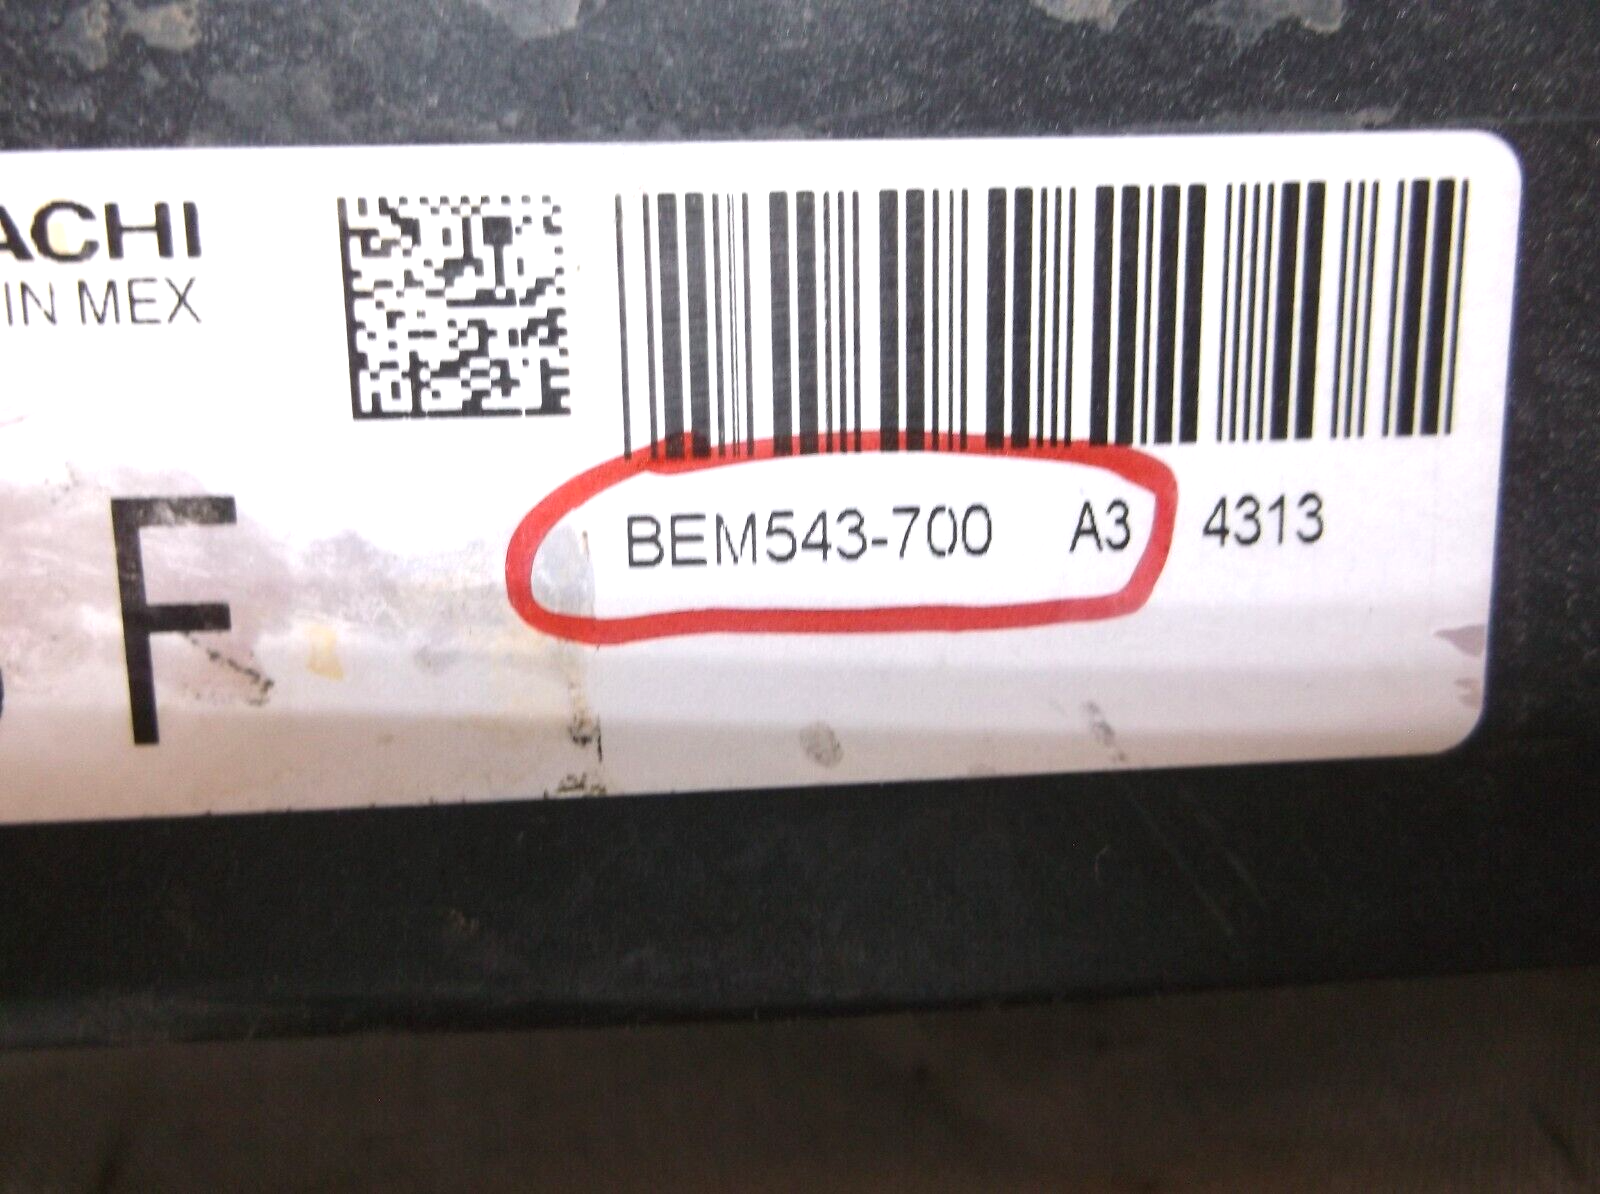 ACHI
IN MEX
BEM543-700 A3 4313
F